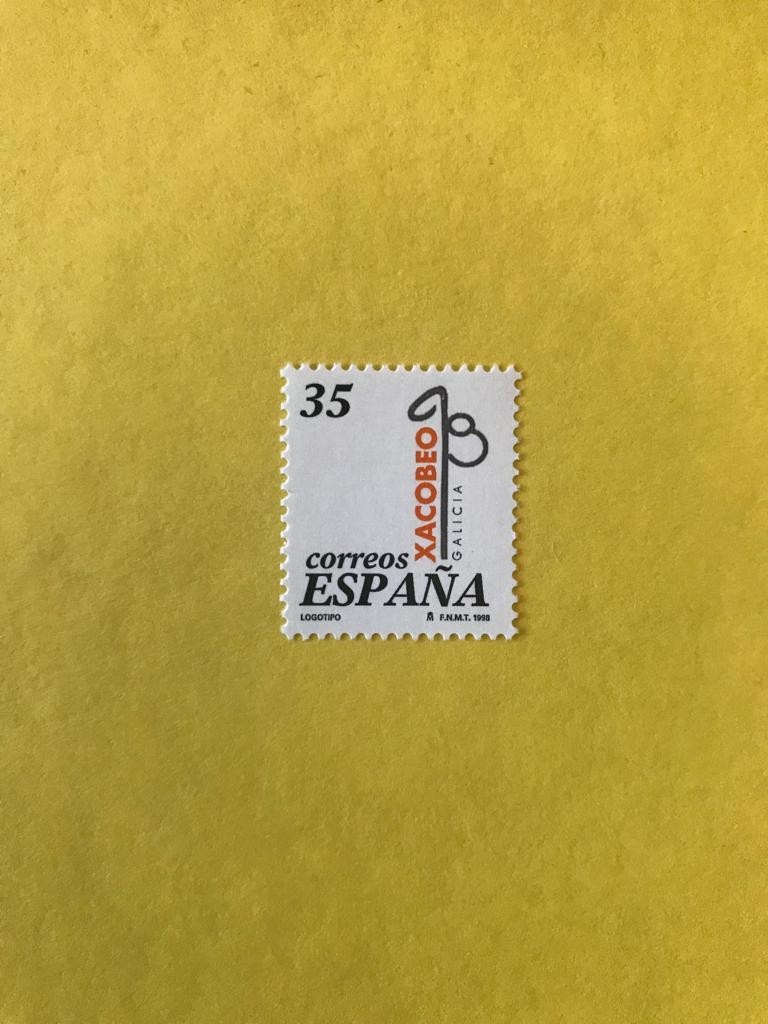 35
XACOBEO
GALICIA
correos
ESPAÑA
LOGOTIPO
F.N.M.T. 1998